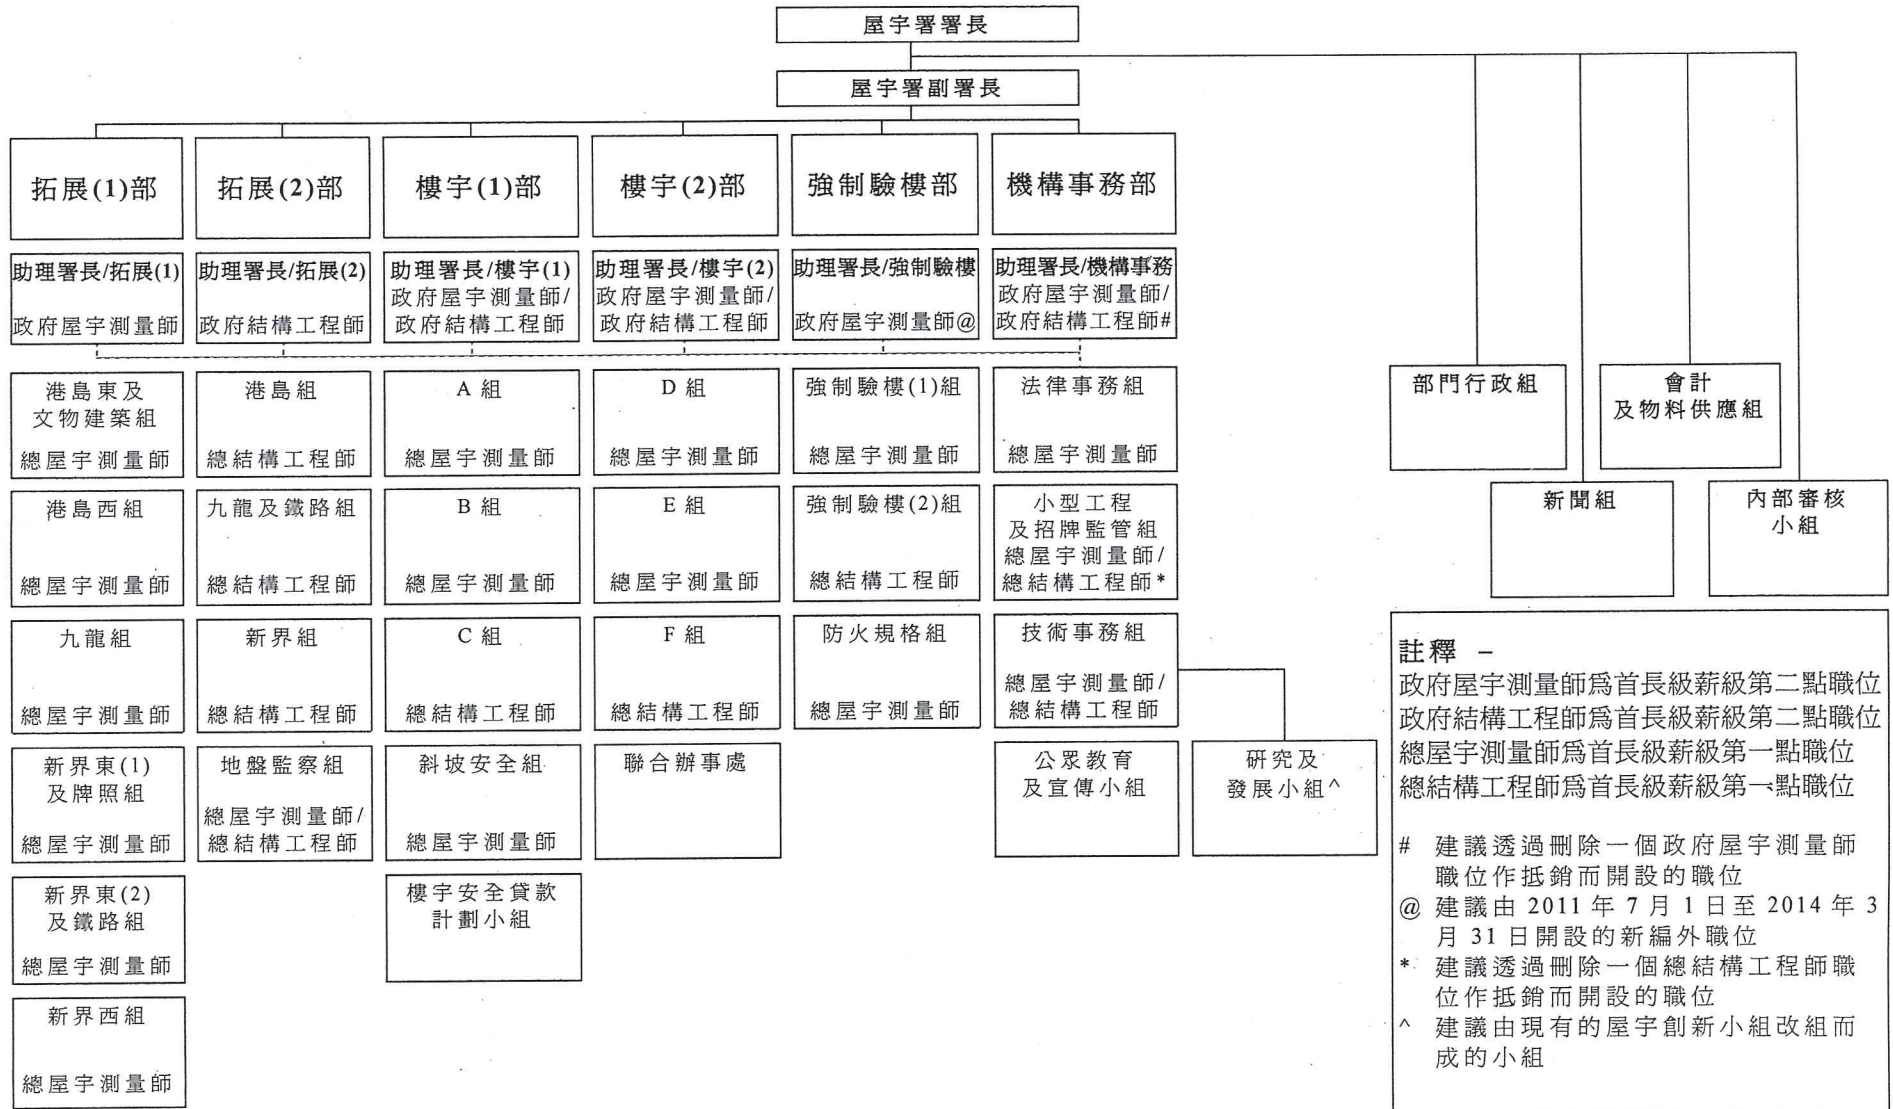 屋宇署署長
屋宇署副署長
拓展(1)部
拓展(2)部
樓宇(1)部
樓宇(2)部
強制驗樓部
機構事務部
助理署長/拓展(1)
政府屋宇測量師
助理署長/拓展(2)
政府結構工程師
助理署長/樓宇(1)
政府屋宇測量師/
政府結構工程師
助理署長/樓宇(2)
政府屋宇測量師/
政府結構工程師
助理署長/強制驗樓
政府屋宇測量師@
助理署長/機構事務
政府屋宇測量師/
政府結構工程師#
港島東及
文物建築組
總屋宇測量師
港島組
總結構工程師
A 組
總屋宇測量師
D 組
總屋宇測量師
強制驗樓(1)組
總屋宇測量師
法律事務組
總屋宇測量師
港島西組
總屋宇測量師
九龍及鐵路組
總結構工程師
B 組
總屋宇測量師
E 組
總屋宇測量師
強制驗樓(2)組
總結構工程師
小型工程
及招牌監管組
總屋宇測量師/
總結構工程師*
九龍組
總屋宇測量師
新界組
總結構工程師
C 組
總結構工程師
F 組
總結構工程師
防火規格組
總屋宇測量師
技術事務組
總屋宇測量師/
總結構工程師
新界東(1)
及牌照組
總屋宇測量師
地盤監察組
總屋宇測量師/
總結構工程師
斜坡安全組
總屋宇測量師
聯合辦事處
公眾教育
及宣傳小組
研究及
發展小組^
新界東(2)
及鐵路組
總屋宇測量師
樓宇安全貸款
計劃小組
新界西組
總屋宇測量師
部門行政組
會計
及物料供應組
新聞組
內部審核
小組
註釋 –
政府屋宇測量師爲首長級薪級第二點職位
政府結構工程師爲首長級薪級第二點職位
總屋宇測量師爲首長級薪級第一點職位
總結構工程師爲首長級薪級第一點職位
# 建議透過刪除一個政府屋宇測量師
職位作抵銷而開設的職位
@ 建議由 2011 年 7 月 1 日至 2014 年 3
月 31 日開設的新編外職位
* 建議透過刪除一個總結構工程師職
位作抵銷而開設的職位
^ 建議由現有的屋宇創新小組改組而
成的小組